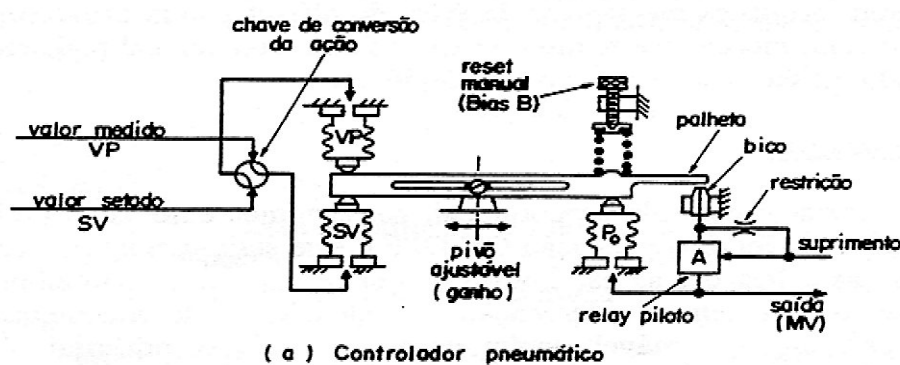 chave de conversão
da ação
valor medido
VP
valor setado
SV
VP
SV
reset
manual
(Bias B)
palheta
bico
restrição
suprimento
pivô
ajustável
(ganho)
Po
A
relay piloto
saída
(MV)
(a) Controlador pneumático